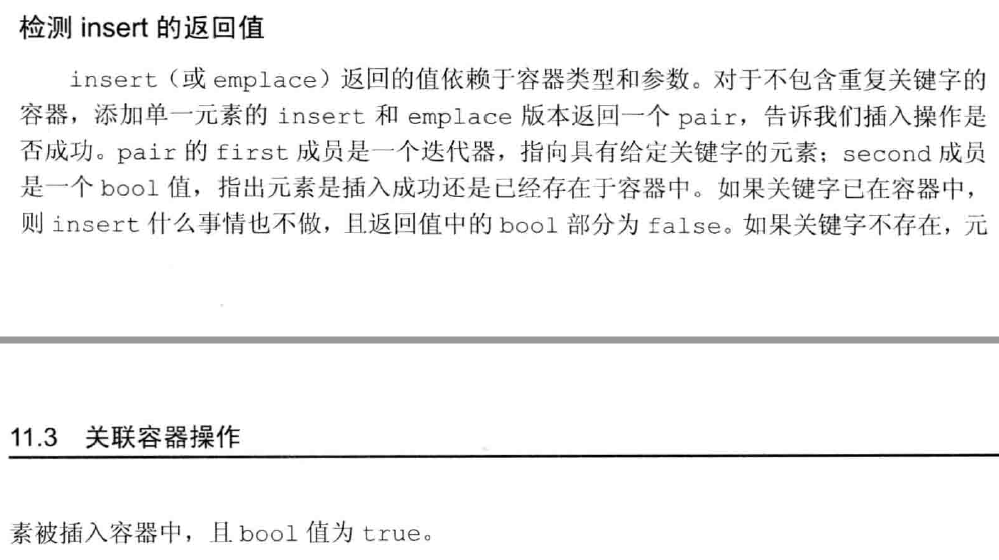 检测 insert 的返回值
insert（或 emplace）返回的值依赖于容器类型和参数。对于不包含重复关键字的
容器，添加单一元素的 insert 和 emplace 版本返回一个 pair，告诉我们插入操作是
否成功。pair 的 first 成员是一个迭代器，指向具有给定关键字的元素；second 成员
是一个 bool 值，指出元素是插入成功还是已经存在于容器中。如果关键字已在容器中，
则 insert 什么事情也不做，且返回值中的 bool 部分为 false。如果关键字不存在，元
11.3 关联容器操作
素被插入容器中，且 bool 值为 true。